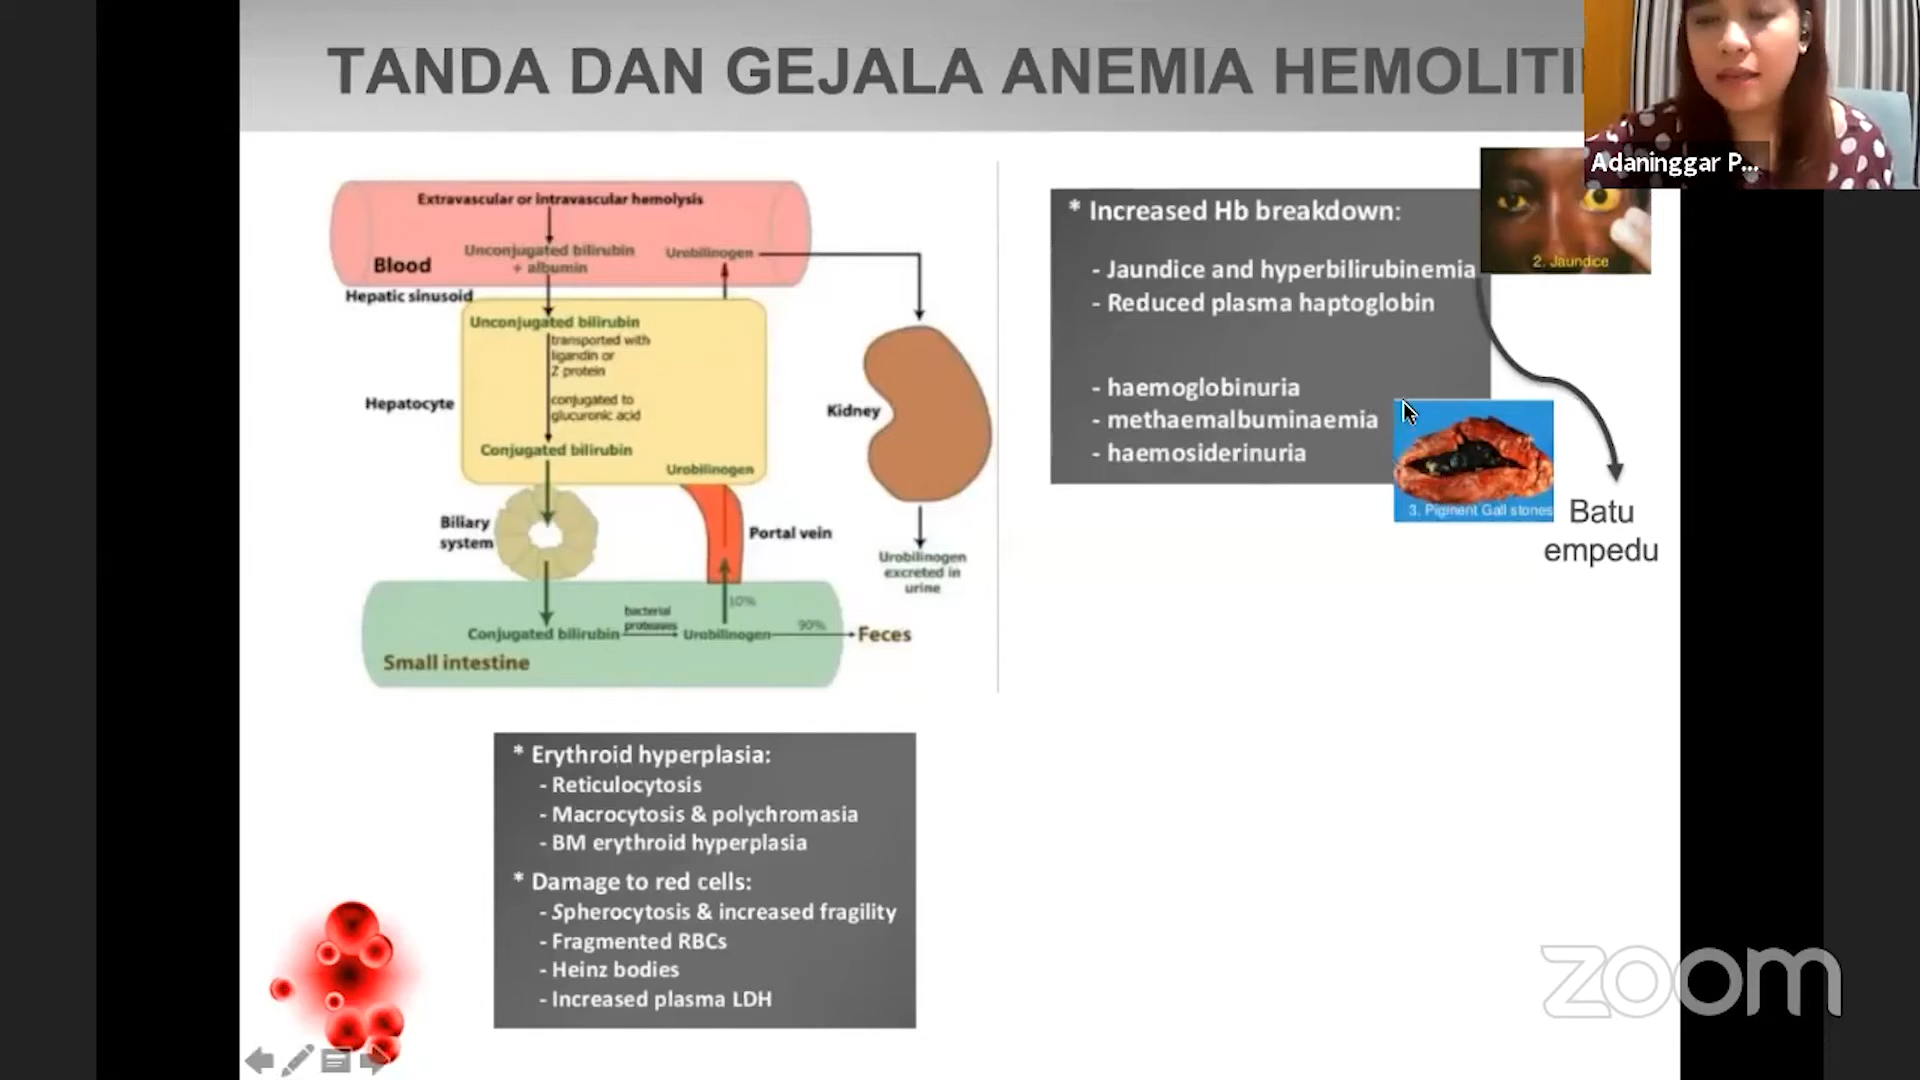 TANDA DAN GEJALA ANEMIA HEMOLITI
Adaninggar P...
Extravascular or intravascular hemolysis
Unconjugated bilirubin
+ albumin
Urobilinogen
Blood
Hepatic sinusoid
Unconjugated bilirubin
transported with
ligandin or
Z protein
Hepatocyte
conjugated to
glucuronic acid
Conjugated bilirubin
Urobilinogen
Kidney
Biliary
system
Portal vein
Urobilinogen
excreted in
urine
10%
Conjugated bilirubin
bacterial
proteases
Urobilinogen
90%
Feces
Small intestine
* Increased Hb breakdown:
- Jaundice and hyperbilirubinemia
- Reduced plasma haptoglobin
- haemoglobinuria
- methaemalbuminaemia
- haemosiderinuria
2. Jaundice
3. Pigment Gall stones
Batu
empedu
* Erythroid hyperplasia:
- Reticulocytosis
- Macrocytosis & polychromasia
- BM erythroid hyperplasia
* Damage to red cells:
- Spherocytosis & increased fragility
- Fragmented RBCs
- Heinz bodies
- Increased plasma LDH
zoom